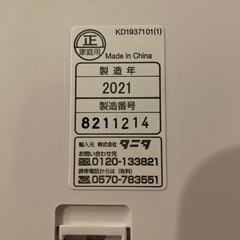 正
家庭用
KD1937101(1)
Made in China
製造年
2021
製造番号
8211214
輸入元 株式会社 タニタ
お問い合わせ先
0120-133821
携帯電話からは(有料)
0570-783551